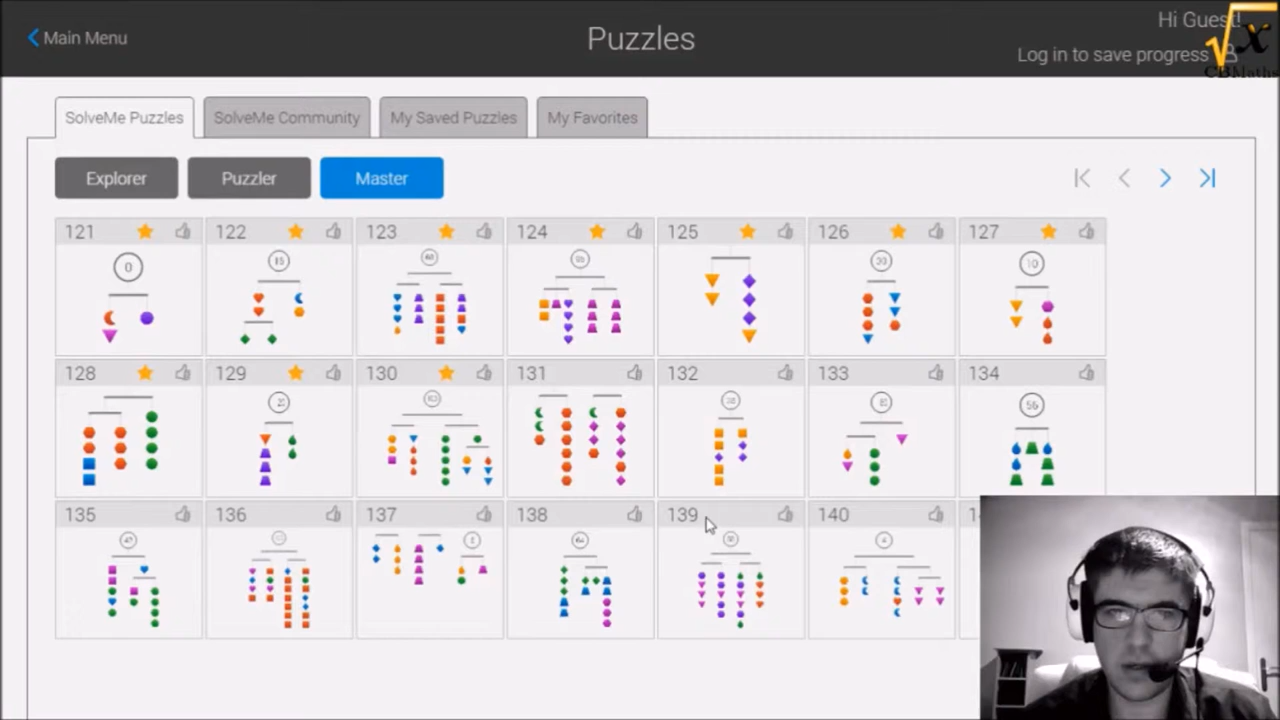 Main Menu
Puzzles
Hi Guest!
Log in to save progress
CBMaths
SolveMe Puzzles
SolveMe Community
My Saved Puzzles
My Favorites
Explorer
Puzzler
Master
121 122 123 124 125 126 127
0 15 10
128 129 130 131 132 133 134
56
135 136 137 138 139 140